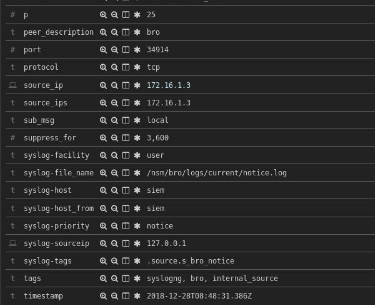 # p 25
t peer_description bro
# port 34914
t protocol tcp
source_ip 172.16.1.3
t source_ips 172.16.1.3
t sub_msg local
# suppress_for 3,600
t syslog-facility user
t syslog-file_name /nsm/bro/logs/current/notice.log
t syslog-host siem
t syslog-host_from siem
t syslog-priority notice
syslog-sourceip 127.0.0.1
t syslog-tags .source.s_bro_notice
t tags syslogng, bro, internal_source
t timestamp 2018-12-28T08:48:31.386Z